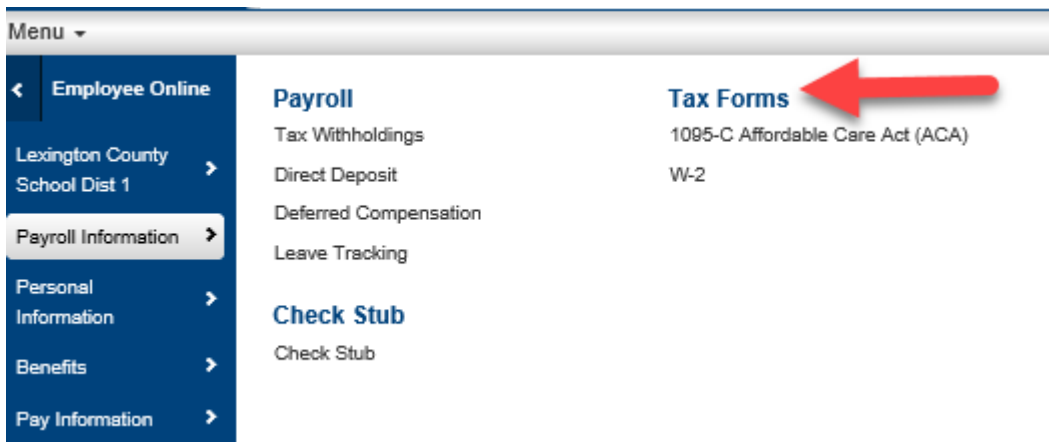 Menu
Employee Online
Lexington County
School Dist 1
Payroll Information
Personal
Information
Benefits
Pay Information
Payroll
Tax Withholdings
Direct Deposit
Deferred Compensation
Leave Tracking
Check Stub
Check Stub
Tax Forms
1095-C Affordable Care Act (ACA)
W-2